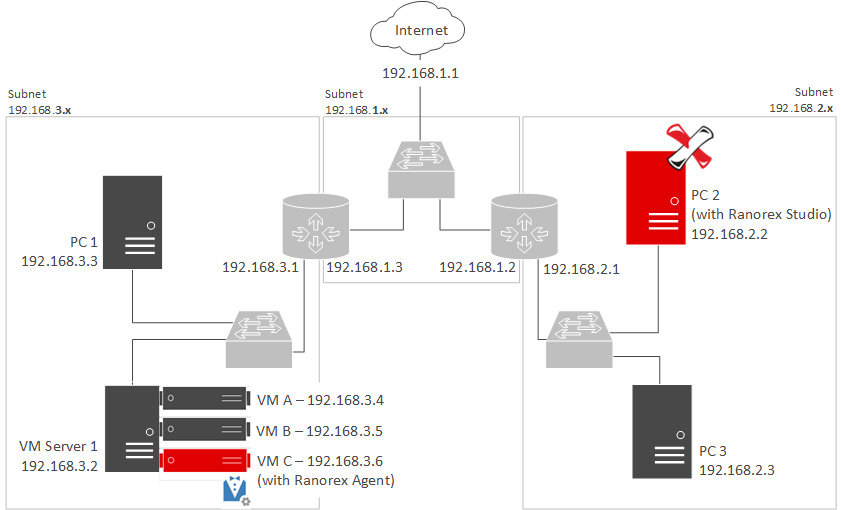 Internet
192.168.1.1
Subnet
192.168.3.x
Subnet
192.168.1.x
Subnet
192.168.2.x
PC 1
192.168.3.3
192.168.3.1
192.168.1.3
192.168.1.2
192.168.2.1
PC 2
(with Ranorex Studio)
192.168.2.2
VM Server 1
192.168.3.2
VM A – 192.168.3.4
VM B – 192.168.3.5
VM C – 192.168.3.6
(with Ranorex Agent)
PC 3
192.168.2.3